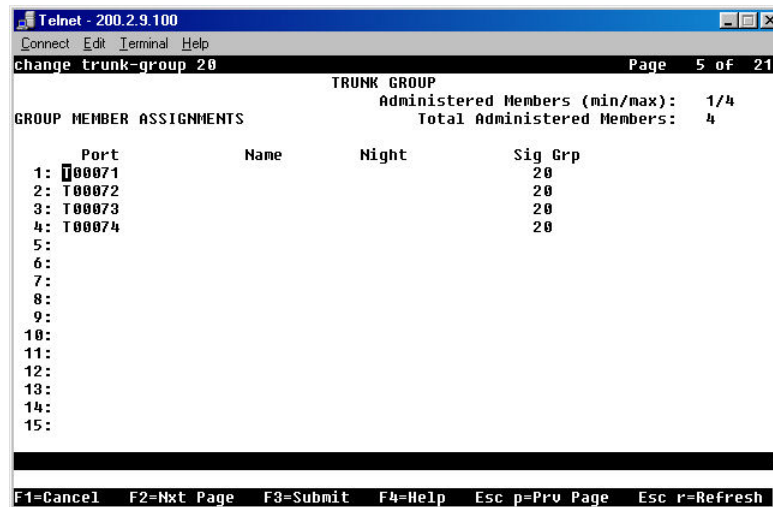 Telnet - 200.2.9.100
Connect Edit Terminal Help
change trunk-group 20 Page 5 of 21
TRUNK GROUP
Administered Members (min/max): 1/4
GROUP MEMBER ASSIGNMENTS Total Administered Members: 4
Port Name Night Sig Grp
1: T00071 20
2: T00072 20
3: T00073 20
4: T00074 20
5:
6:
7:
8:
9:
10:
11:
12:
13:
14:
15:
F1=Cancel F2=Nxt Page F3=Submit F4=Help Esc p=Prv Page Esc r=Refresh